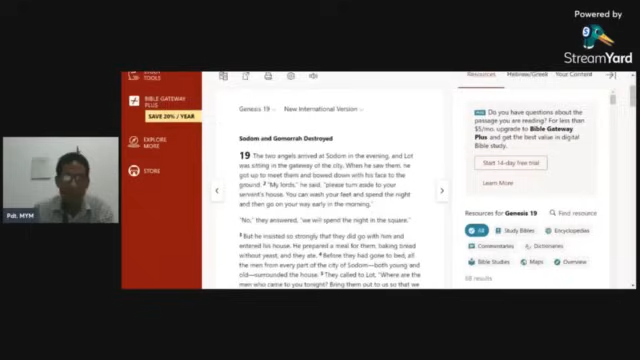 Powered by
StreamYard
TOOLS
BIBLE GATEWAY
PLUS
SAVE 20% / YEAR
EXPLORE
MORE
STORE
Pdt. MYM
Genesis 19
New International Version
Sodom and Gomorrah Destroyed
19 The two angels arrived at Sodom in the evening, and Lot
was sitting in the gateway of the city. When he saw them, he
got up to meet them and bowed down with his face to the
ground. 2 "My lords," he said, "please turn aside to your
servant's house. You can wash your feet and spend the night
and then go on your way early in the morning."
"No," they answered, "we will spend the night in the square."
3 But he insisted so strongly that they did go with him and
entered his house. He prepared a meal for them, baking bread
without yeast, and they ate. 4 Before they had gone to bed, all
the men from every part of the city of Sodom—both young and
old—surrounded the house. 5 They called to Lot, "Where are the
men who came to you tonight? Bring them out to us so that we
Resources
Hebrew/Greek
Your Content
Do you have questions about the
passage you are reading? For less than
$5/mo, upgrade to Bible Gateway
Plus and get the best value in digital
Bible study.
Start 14-day free trial
Learn More
Resources for Genesis 19
Find resource
All
Study Bibles
Encyclopedias
Commentaries
Dictionaries
Bible Studies
Maps
Overview
results